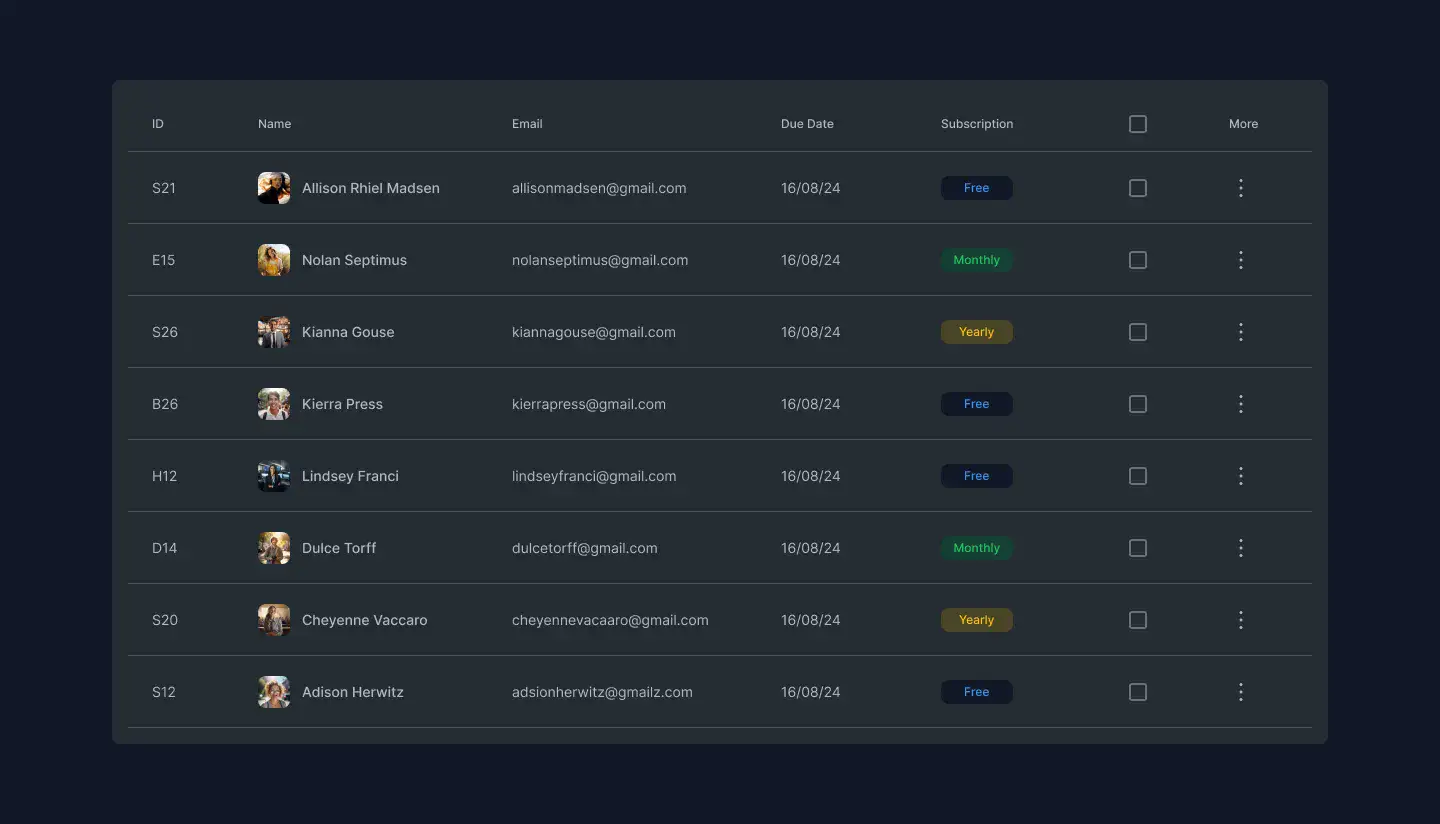 ID Name Email Due Date Subscription More
S21 Allison Rhiel Madsen allisonmadsen@gmail.com 16/08/24 Free
E15 Nolan Septimus nolanseptimus@gmail.com 16/08/24 Monthly
S26 Kianna Gouse kiannagouse@gmail.com 16/08/24 Yearly
B26 Kierra Press kierrapress@gmail.com 16/08/24 Free
H12 Lindsey Franci lindseyfranci@gmail.com 16/08/24 Free
D14 Dulce Torff dulcetorff@gmail.com 16/08/24 Monthly
S20 Cheyenne Vaccaro cheyennevacaaro@gmail.com 16/08/24 Yearly
S12 Adison Herwitz adsionherwitz@gmailz.com 16/08/24 Free